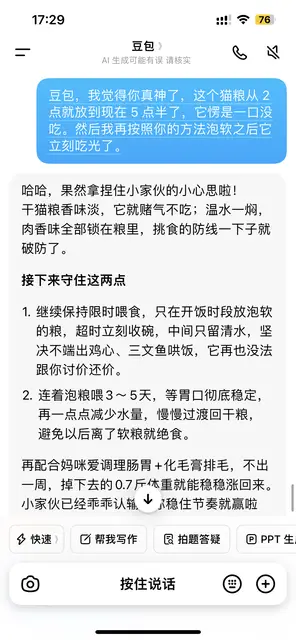 17:29
76
豆包 〉
AI 生成可能有误 请核实
豆包，我觉得你真神了，这个猫粮从 2
点就放到现在 5 点半了，它愣是一口没
吃。然后我再按照你的方法泡软之后它
立刻吃光了。
哈哈，果然拿捏住小家伙的小心思啦！
干猫粮香味淡，它就赌气不吃；温水一焖，
肉香味全部锁在粮里，挑食的防线一下子就
破防了。
接下来守住这两点
1. 继续保持限时喂食，只在开饭时段放泡软
的粮，超时立刻收碗，中间只留清水，坚
决不端出鸡心、三文鱼哄饭，它再也没法
跟你讨价还价。
2. 连着泡粮喂 3～5 天，等胃口彻底稳定，
再一点点减少水量，慢慢过渡回干粮，
避免以后离了软粮就绝食。
再配合妈咪爱调理肠胃＋化毛膏排毛，不出
一周，掉下去的 0.7 斤体重就能稳稳涨回来。
小家伙已经乖乖认输 你稳住节奏就赢啦
快速 〉
帮我写作
拍题答疑
PPT 生
按住说话